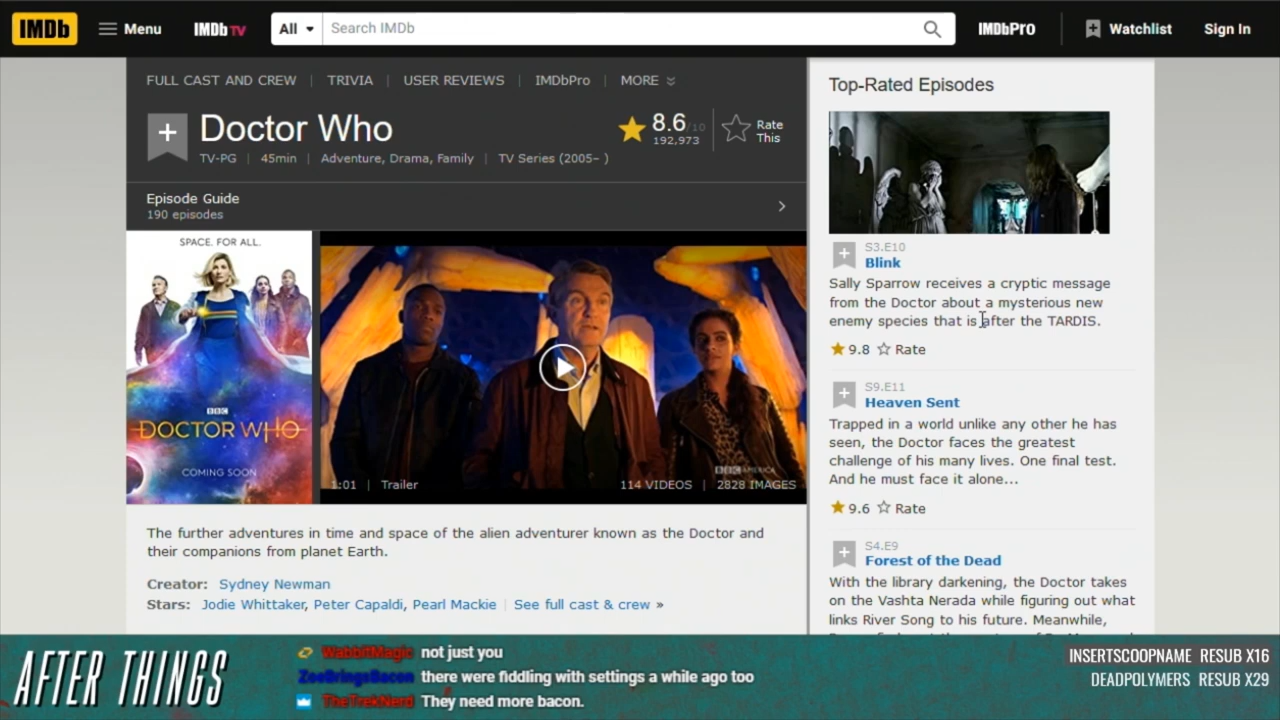 IMDb
Menu
IMDb TV
All
Search IMDb
IMDbPro
Watchlist
Sign In
FULL CAST AND CREW | TRIVIA | USER REVIEWS | IMDbPro | MORE
Doctor Who
8.6/10
192,973
Rate This
TV-PG | 45min | Adventure, Drama, Family | TV Series (2005– )
Episode Guide
190 episodes
SPACE. FOR ALL.
BBC
DOCTOR WHO
COMING SOON
BBC AMERICA
1:01 | Trailer
114 VIDEOS | 2828 IMAGES
The further adventures in time and space of the alien adventurer known as the Doctor and
their companions from planet Earth.
Creator: Sydney Newman
Stars: Jodie Whittaker, Peter Capaldi, Pearl Mackie | See full cast & crew »
Top-Rated Episodes
S3.E10
Blink
Sally Sparrow receives a cryptic message
from the Doctor about a mysterious new
enemy species that is after the TARDIS.
9.8 Rate
S9.E11
Heaven Sent
Trapped in a world unlike any other he has
seen, the Doctor faces the greatest
challenge of his many lives. One final test.
And he must face it alone...
9.6 Rate
S4.E9
Forest of the Dead
With the library darkening, the Doctor takes
on the Vashta Nerada while figuring out what
links River Song to his future. Meanwhile,
AFTER THINGS
WabbitMagic not just you
ZoeBringsBacon there were fiddling with settings a while ago too
TheTrekNerd They need more bacon.
INSERTSCOOPNAME RESUB X16
DEADPOLYMERS RESUB X29